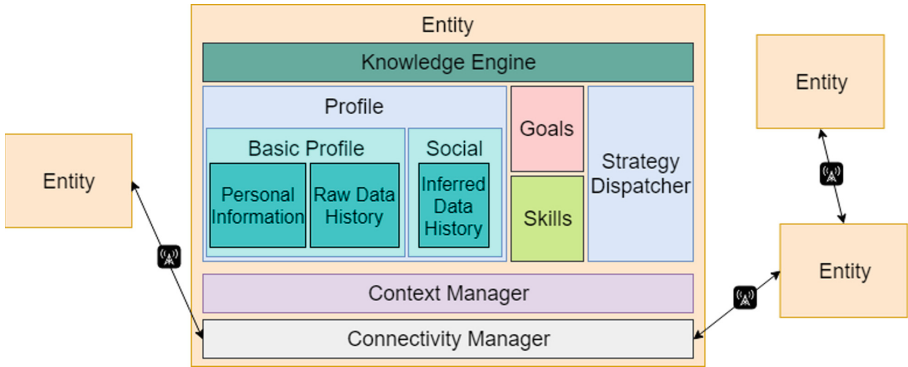 Entity
Knowledge Engine
Profile
Basic Profile
Personal
Information
Raw Data
History
Social
Inferred
Data
History
Goals
Skills
Strategy
Dispatcher
Context Manager
Connectivity Manager
Entity
Entity
Entity